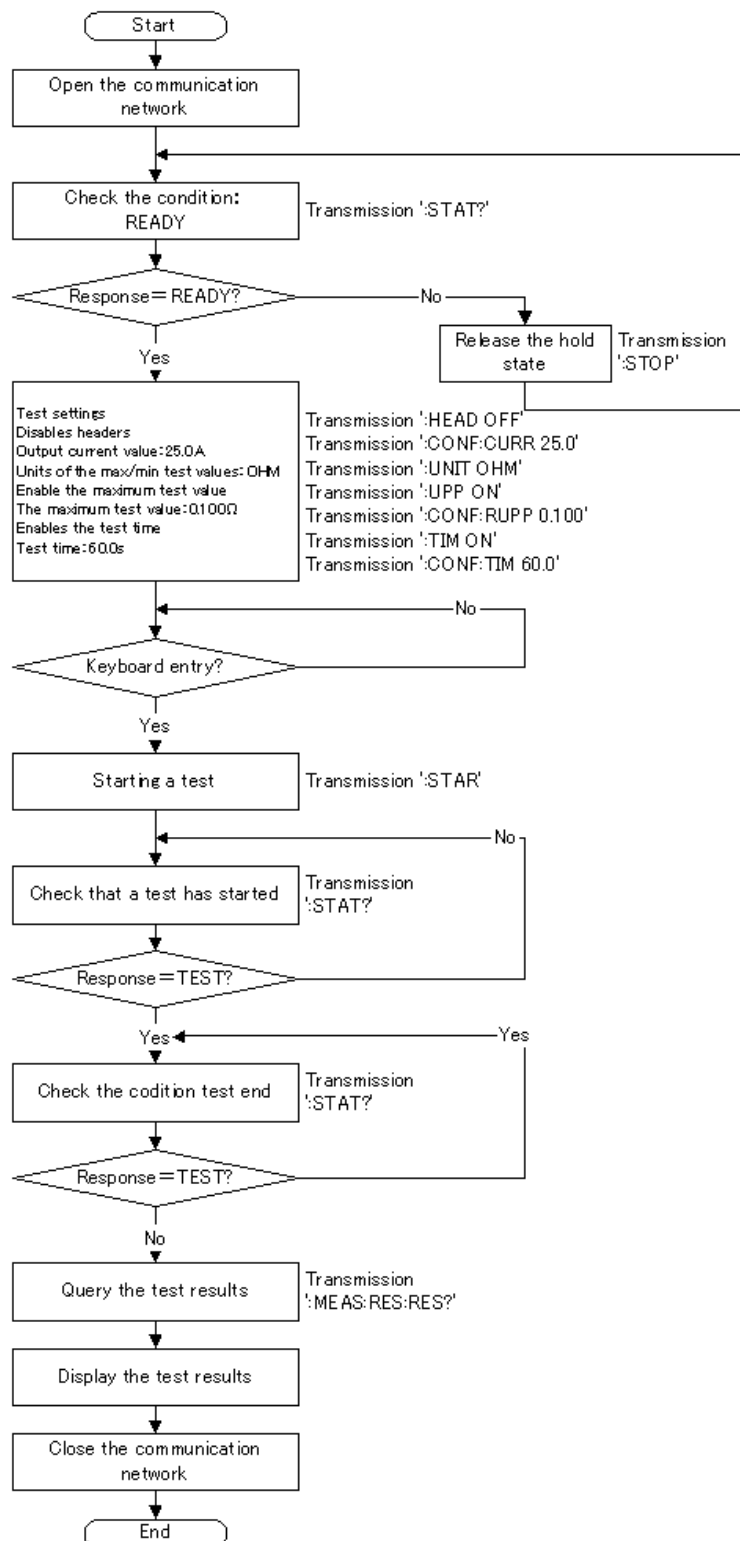 Start
Open the communication
network
Check the condition:
READY
Transmission ':STAT?'
Response=READY?
No
Yes
Release the hold
state
Transmission
':STOP'
Test settings
Disables headers
Output current value:25.0A
Units of the max/min test values:OHM
Enable the maximum test value
The maximum test value:0.100Ω
Enables the test time
Test time:60.0s
Transmission ':HEAD OFF'
Transmission ':CONF:CURR 25.0'
Transmission ':UNIT OHM'
Transmission ':UPP ON'
Transmission ':CONF:RUPP 0.100'
Transmission ':TIM ON'
Transmission ':CONF:TIM 60.0'
No
Keyboard entry?
Yes
Starting a test
Transmission ':STAR'
No
Check that a test has started
Transmission
':STAT?'
Response=TEST?
Yes
Yes
Check the codition test end
Transmission
':STAT?'
Response=TEST?
No
Query the test results
Transmission
':MEAS:RES:RES?'
Display the test results
Close the communication
network
End